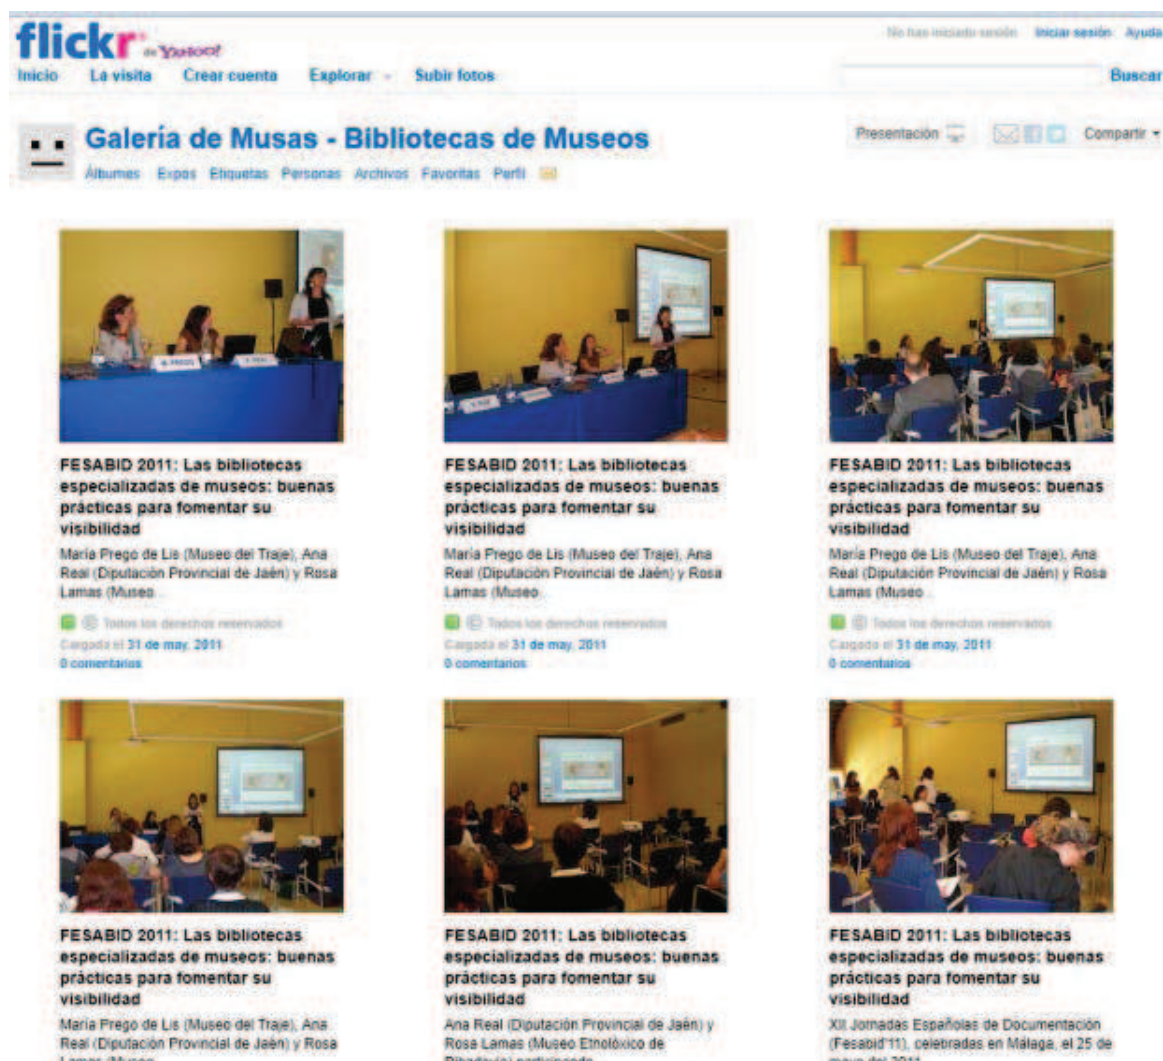 flickr de YAHOO!
No has iniciado sesión Iniciar sesión Ayuda
Inicio La visita Crear cuenta Explorar Subir fotos
Buscar
Galería de Musas - Bibliotecas de Museos
Presentación Compartir
Álbumes Expos Etiquetas Personas Archivos Favoritas Perfil
FESABID 2011: Las bibliotecas
especializadas de museos: buenas
prácticas para fomentar su
visibilidad
María Prego de Lis (Museo del Traje), Ana
Real (Diputación Provincial de Jaén) y Rosa
Lamas (Museo...
Todos los derechos reservados
Cargada el 31 de may, 2011
0 comentarios
FESABID 2011: Las bibliotecas
especializadas de museos: buenas
prácticas para fomentar su
visibilidad
María Prego de Lis (Museo del Traje), Ana
Real (Diputación Provincial de Jaén) y Rosa
Lamas (Museo...
Todos los derechos reservados
Cargada el 31 de may, 2011
0 comentarios
FESABID 2011: Las bibliotecas
especializadas de museos: buenas
prácticas para fomentar su
visibilidad
María Prego de Lis (Museo del Traje), Ana
Real (Diputación Provincial de Jaén) y Rosa
Lamas (Museo...
Todos los derechos reservados
Cargada el 31 de may, 2011
0 comentarios
FESABID 2011: Las bibliotecas
especializadas de museos: buenas
prácticas para fomentar su
visibilidad
María Prego de Lis (Museo del Traje), Ana
Real (Diputación Provincial de Jaén) y Rosa
Lamas (Museo...
FESABID 2011: Las bibliotecas
especializadas de museos: buenas
prácticas para fomentar su
visibilidad
Ana Real (Diputación Provincial de Jaén) y
Rosa Lamas (Museo Etnolóxico de
Ribadavia) participando
FESABID 2011: Las bibliotecas
especializadas de museos: buenas
prácticas para fomentar su
visibilidad
XII Jornadas Españolas de Documentación
(Fesabid'11), celebradas en Málaga, el 25 de
mayo del 2011